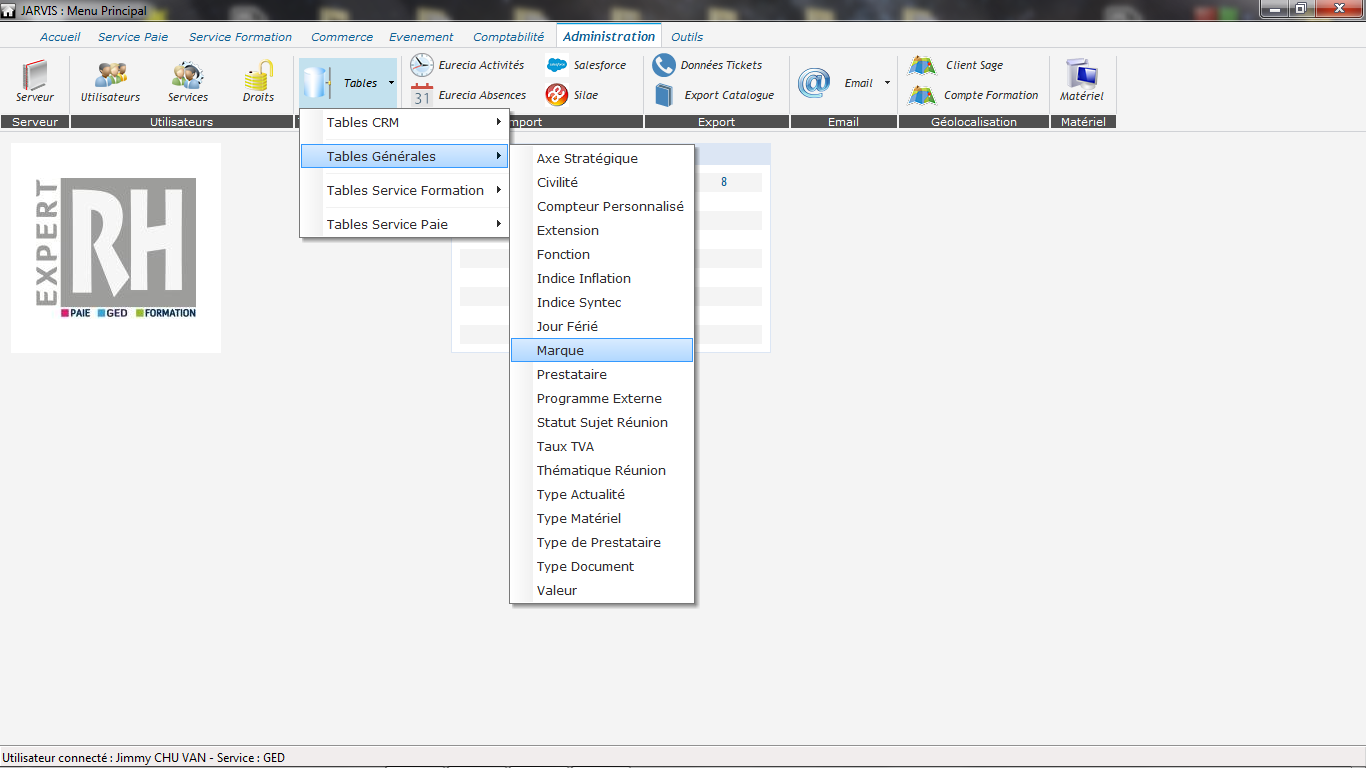 JARVIS : Menu Principal
Accueil Service Paie Service Formation Commerce Evenement Comptabilité Administration Outils
Serveur
Utilisateurs
Services
Droits
Tables
Eurecia Activités
Eurecia Absences
31
Salesforce
Silae
Données Tickets
Export Catalogue
Email
Client Sage
Compte Formation
Matériel
Serveur Utilisateurs mport Export Email Géolocalisation Matériel
Tables CRM
Tables Générales
Tables Service Formation
Tables Service Paie
Axe Stratégique
Civilité
Compteur Personnalisé
Extension
Fonction
Indice Inflation
Indice Syntec
Jour Férié
Marque
Prestataire
Programme Externe
Statut Sujet Réunion
Taux TVA
Thématique Réunion
Type Actualité
Type Matériel
Type de Prestataire
Type Document
Valeur
8
EXPERT
RH
PAIE GED FORMATION
Utilisateur connecté : Jimmy CHU VAN - Service : GED